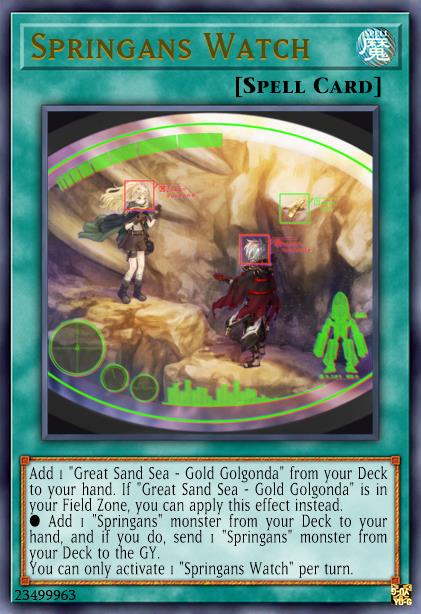 Springans Watch
魔
[Spell Card]
Add 1 "Great Sand Sea - Gold Golgonda" from your Deck
to your hand. If "Great Sand Sea - Gold Golgonda" is in
your Field Zone, you can apply this effect instead.
● Add 1 "Springans" monster from your Deck to your
hand, and if you do, send 1 "Springans" monster from
your Deck to the GY.
You can only activate 1 "Springans Watch" per turn.
23499963